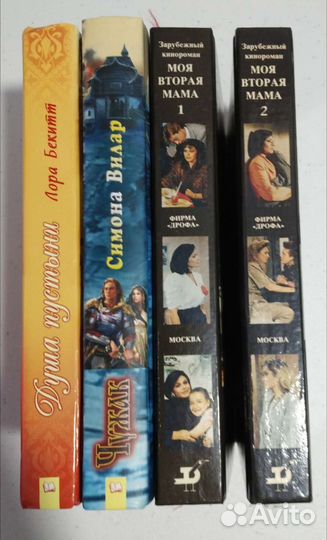 Душа пустыни
Лора Бекитт
Чужак
Симона Вилар
Зарубежный
кинороман
МОЯ
ВТОРАЯ
МАМА
1
ФИРМА
«ДРОФА»
МОСКВА
Зарубежный
кинороман
МОЯ
ВТОРАЯ
МАМА
2
ФИРМА
«ДРОФА»
МОСКВА
Avito